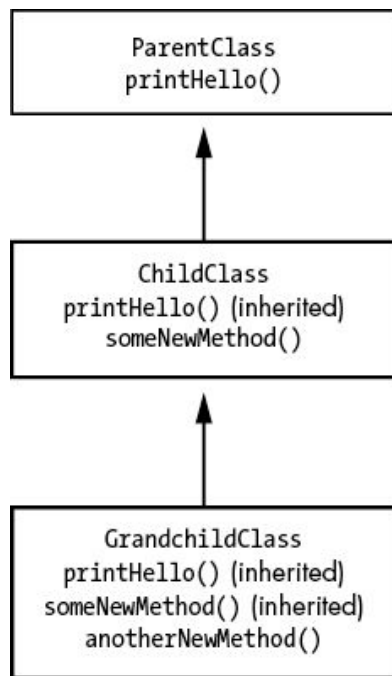 ParentClass
printHello()
ChildClass
printHello() (inherited)
someNewMethod()
GrandchildClass
printHello() (inherited)
someNewMethod() (inherited)
anotherNewMethod()